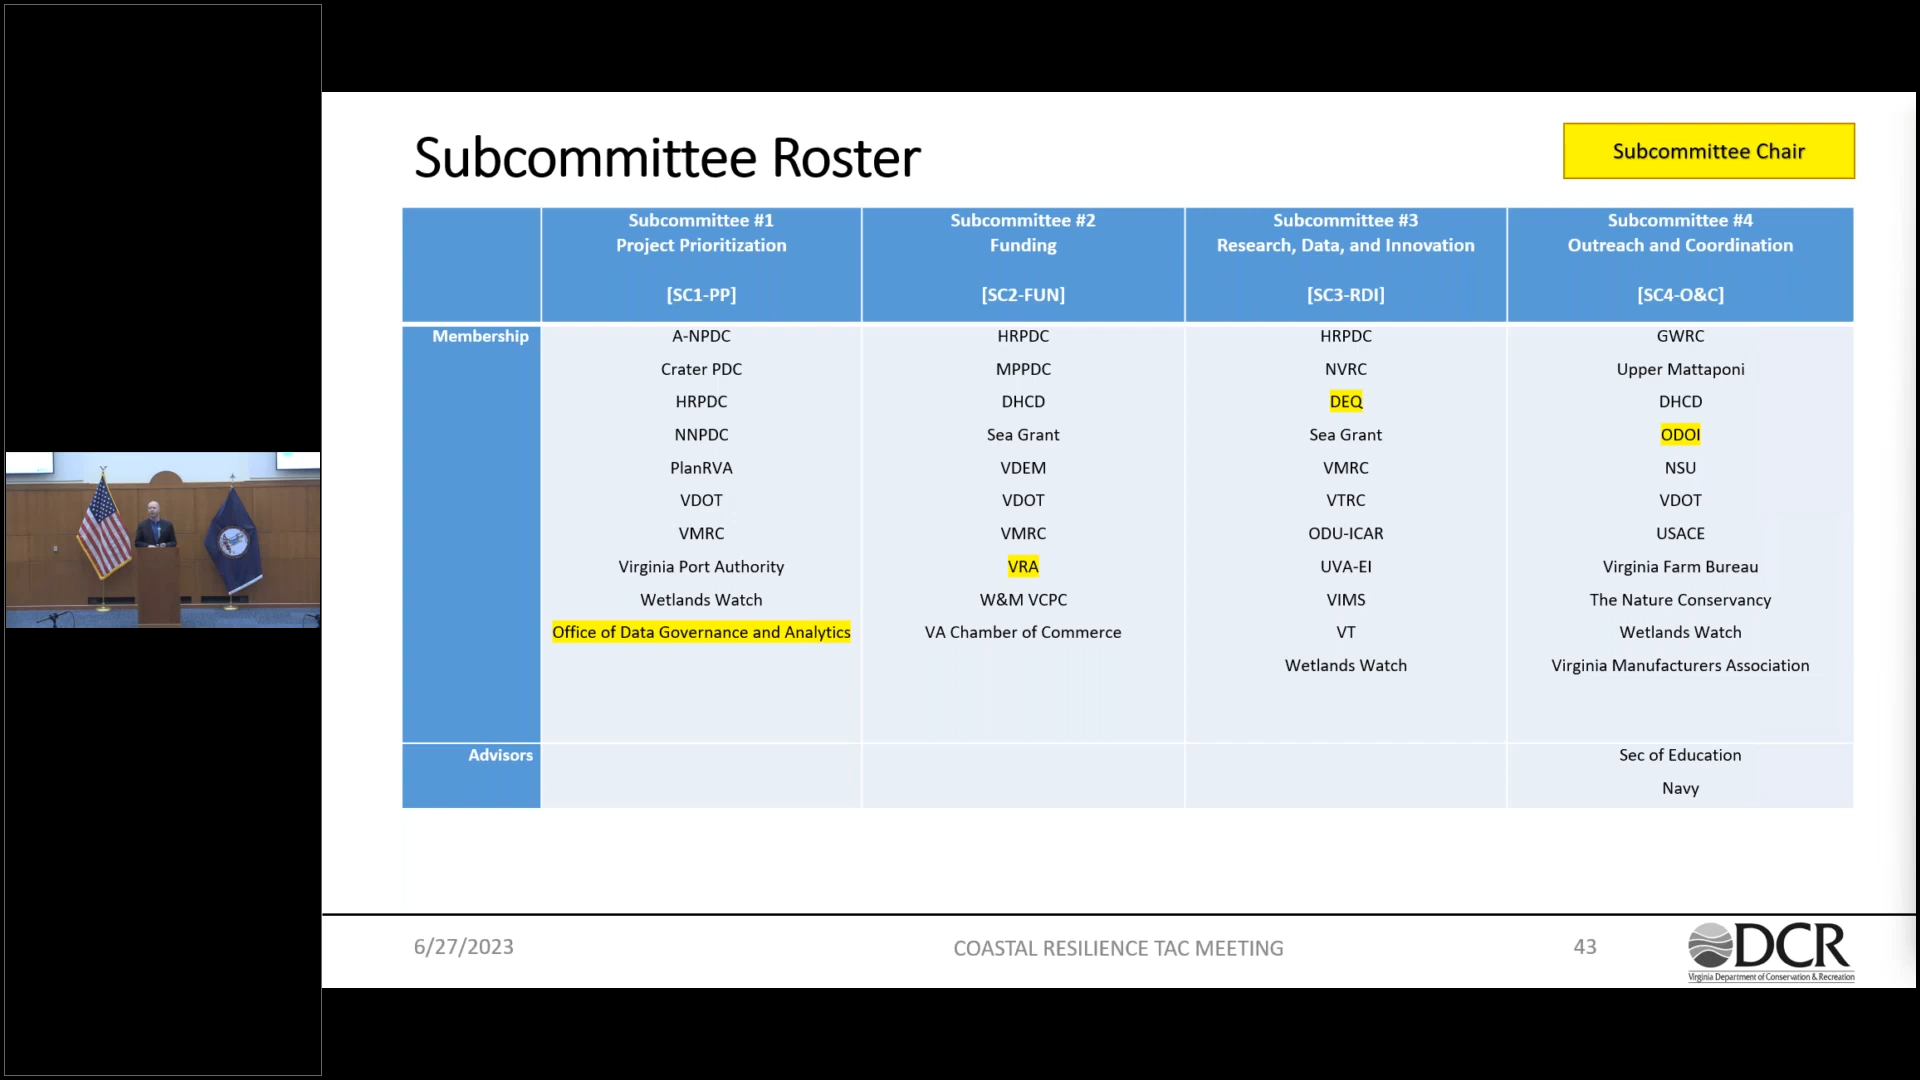 Subcommittee Roster
Subcommittee Chair
Subcommittee #1
Project Prioritization
[SC1-PP]
Subcommittee #2
Funding
[SC2-FUN]
Subcommittee #3
Research, Data, and Innovation
[SC3-RDI]
Subcommittee #4
Outreach and Coordination
[SC4-O&C]
Membership
A-NPDC
Crater PDC
HRPDC
NNPDC
PlanRVA
VDOT
VMRC
Virginia Port Authority
Wetlands Watch
Office of Data Governance and Analytics
HRPDC
MPPDC
DHCD
Sea Grant
VDEM
VDOT
VMRC
VRA
W&M VCPC
VA Chamber of Commerce
HRPDC
NVRC
DEQ
Sea Grant
VMRC
VTRC
ODU-ICAR
UVA-EI
VIMS
VT
Wetlands Watch
GWRC
Upper Mattaponi
DHCD
ODOI
NSU
VDOT
USACE
Virginia Farm Bureau
The Nature Conservancy
Wetlands Watch
Virginia Manufacturers Association
Advisors
Sec of Education
Navy
6/27/2023
COASTAL RESILIENCE TAC MEETING
43
DCR
Virginia Department of Conservation & Recreation